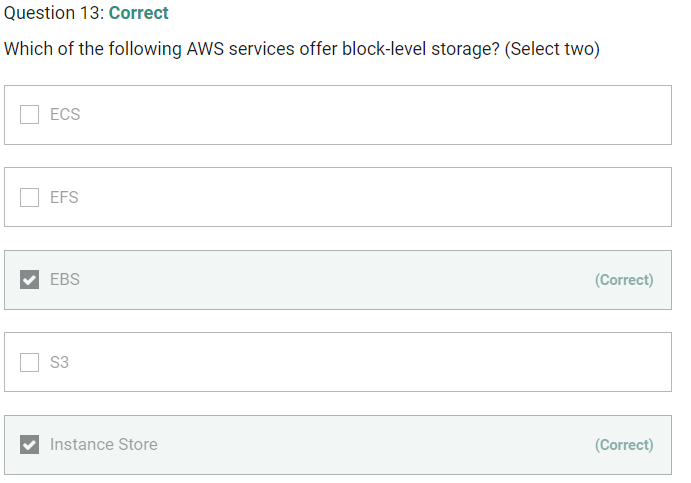 Question 13: Correct
Which of the following AWS services offer block-level storage? (Select two)
ECS
EFS
EBS (Correct)
S3
Instance Store (Correct)